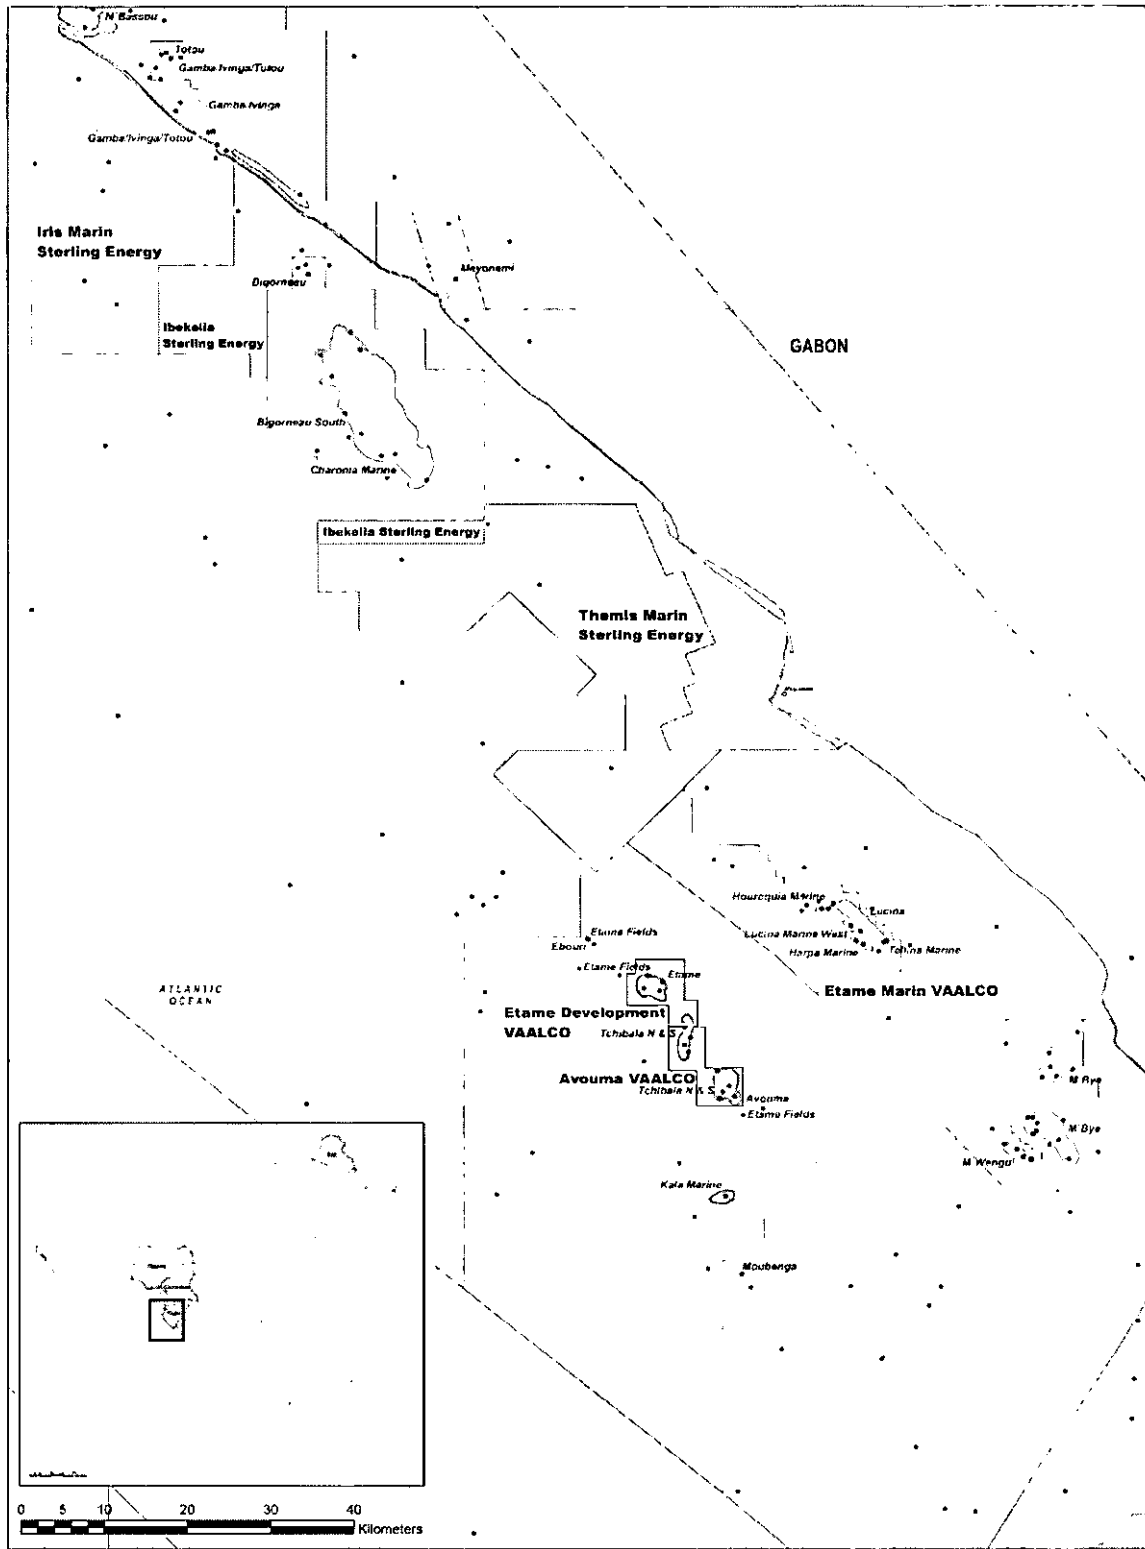 N'Bassou
Totou
Gamba/Ivinga/Totou
Gamba/Ivinga
Gamba/Ivinga/Totou
Iris Marin
Sterling Energy
Bigorneau
Mayonami
Ibekelia
Sterling Energy
GABON
Bigorneau South
Charonia Marine
Ibekelia Sterling Energy
Themis Marin
Sterling Energy
Hourcquia Marine
Lucina
Etame Fields
Ebouri
Lucina Marine West
Harpa Marine
Tchina Marine
Etame Fields
Etame
ATLANTIC
OCEAN
Etame Marin VAALCO
Etame Development
VAALCO
Tchibala N & S
Avouma VAALCO
Tchibala N & S
Avouma
Etame Fields
M'Bya
M'Bya
M'Wengui
Kala Marine
Moubenga
0 5 10 20 30 40
Kilometers